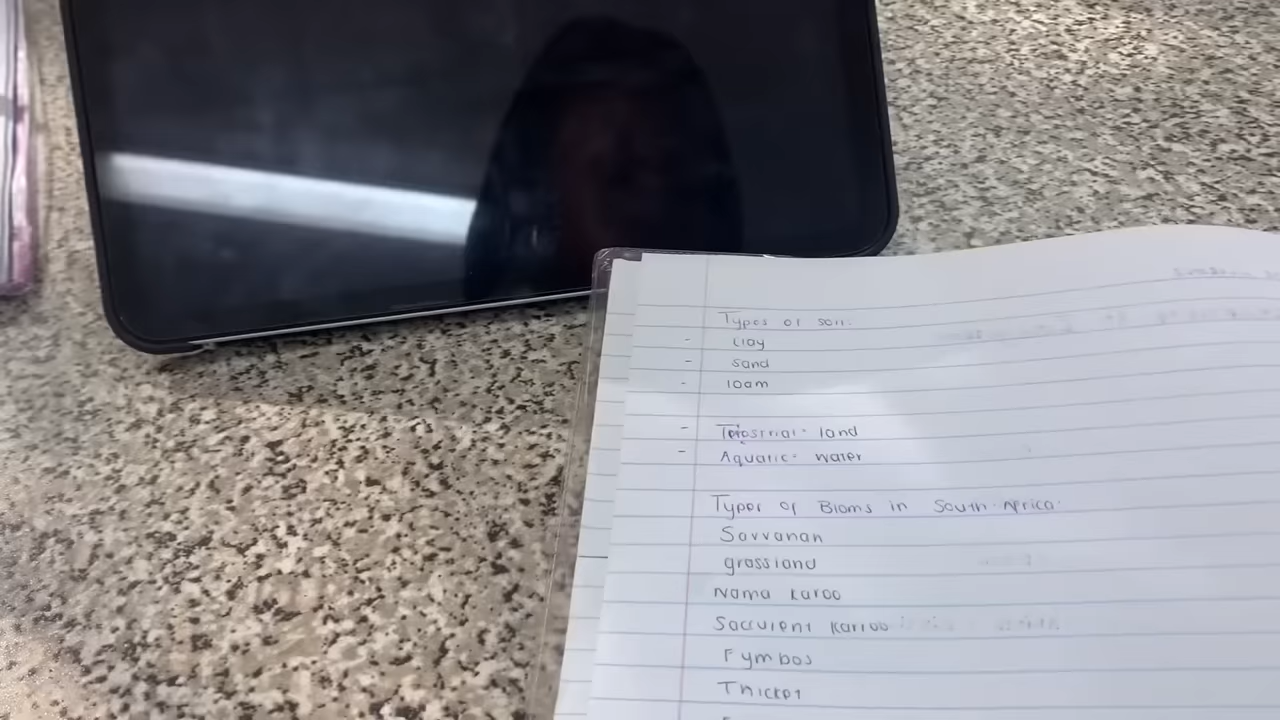 Types of soil:
- clay
- sand
- loam
- Terestrial- land
- Aquatic- water
Types of Bioms in South-Africa:
Savvanah
grassland
Nama karoo
Succulent karroo
Fymbos
Thicket